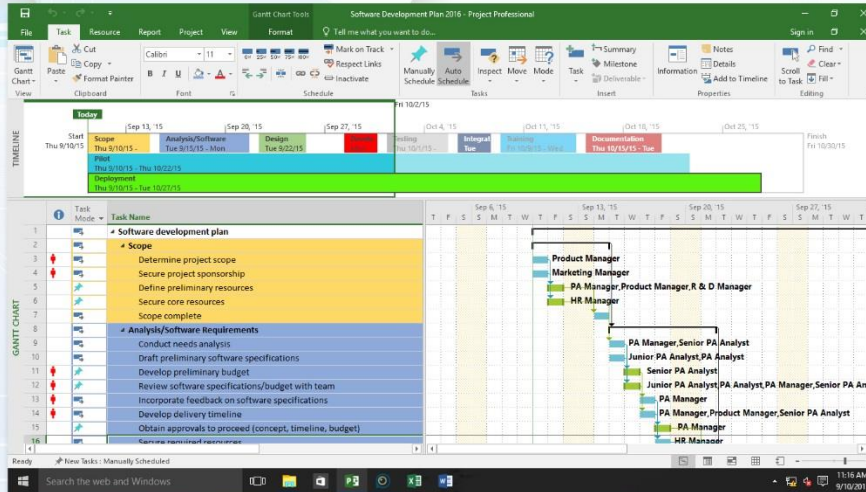 Gantt Chart Tools
Software Development Plan 2016 - Project Professional
File Task Resource Report Project View Format Tell me what you want to do... Sign in
Gantt Chart
Paste
Cut
Copy
Format Painter
Calibri 11
B I U
Mark on Track
Respect Links
Inactivate
Manually Schedule
Auto Schedule
Inspect Move Mode
Task
Summary
Milestone
Deliverable
Information
Notes
Details
Add to Timeline
Scroll to Task
Find
Clear
Fill
View Clipboard Font Schedule Tasks Insert Properties Editing
TIMELINE
Fri 10/2/15
Today
Sep 13, '15 Sep 20, '15 Sep 27, '15 Oct 4, '15 Oct 11, '15 Oct 18, '15 Oct 25, '15
Start
Thu 9/10/15
Scope
Thu 9/10/15 -
Analysis/Software
Tue 9/15/15 - Mon
Design
Tue 9/22/15
Testing
Thu 10/1/15 -
Integrat
Tue
Training
Documentation
Thu 10/15/15 - Tue
Finish
Fri 10/30/15
Pilot
Thu 9/10/15 - Thu 10/22/15
Deployment
Thu 9/10/15 - Tue 10/27/15
GANTT CHART
Task Mode
Task Name
Sep 6, '15 Sep 13, '15 Sep 20, '15 Sep 27, '15
T F S S M T W T F S S M T W T F S S M T W T F S S M T
1 Software development plan
2 Scope
3 Determine project scope Product Manager
4 Secure project sponsorship Marketing Manager
5 Define preliminary resources PA Manager,Product Manager,R & D Manager
6 Secure core resources HR Manager
7 Scope complete
8 Analysis/Software Requirements
9 Conduct needs analysis PA Manager,Senior PA Analyst
10 Draft preliminary software specifications Junior PA Analyst,PA Analyst
11 Develop preliminary budget Senior PA Analyst
12 Review software specifications/budget with team Junior PA Analyst,PA Analyst,PA Manager,Senior PA An
13 Incorporate feedback on software specifications PA Manager
14 Develop delivery timeline PA Manager,Product Manager,Senior PA Analyst
15 Obtain approvals to proceed (concept, timeline, budget) PA Manager
16 Secure required resources HR Manager
Ready New Tasks : Manually Scheduled
Search the web and Windows
11:16 AM